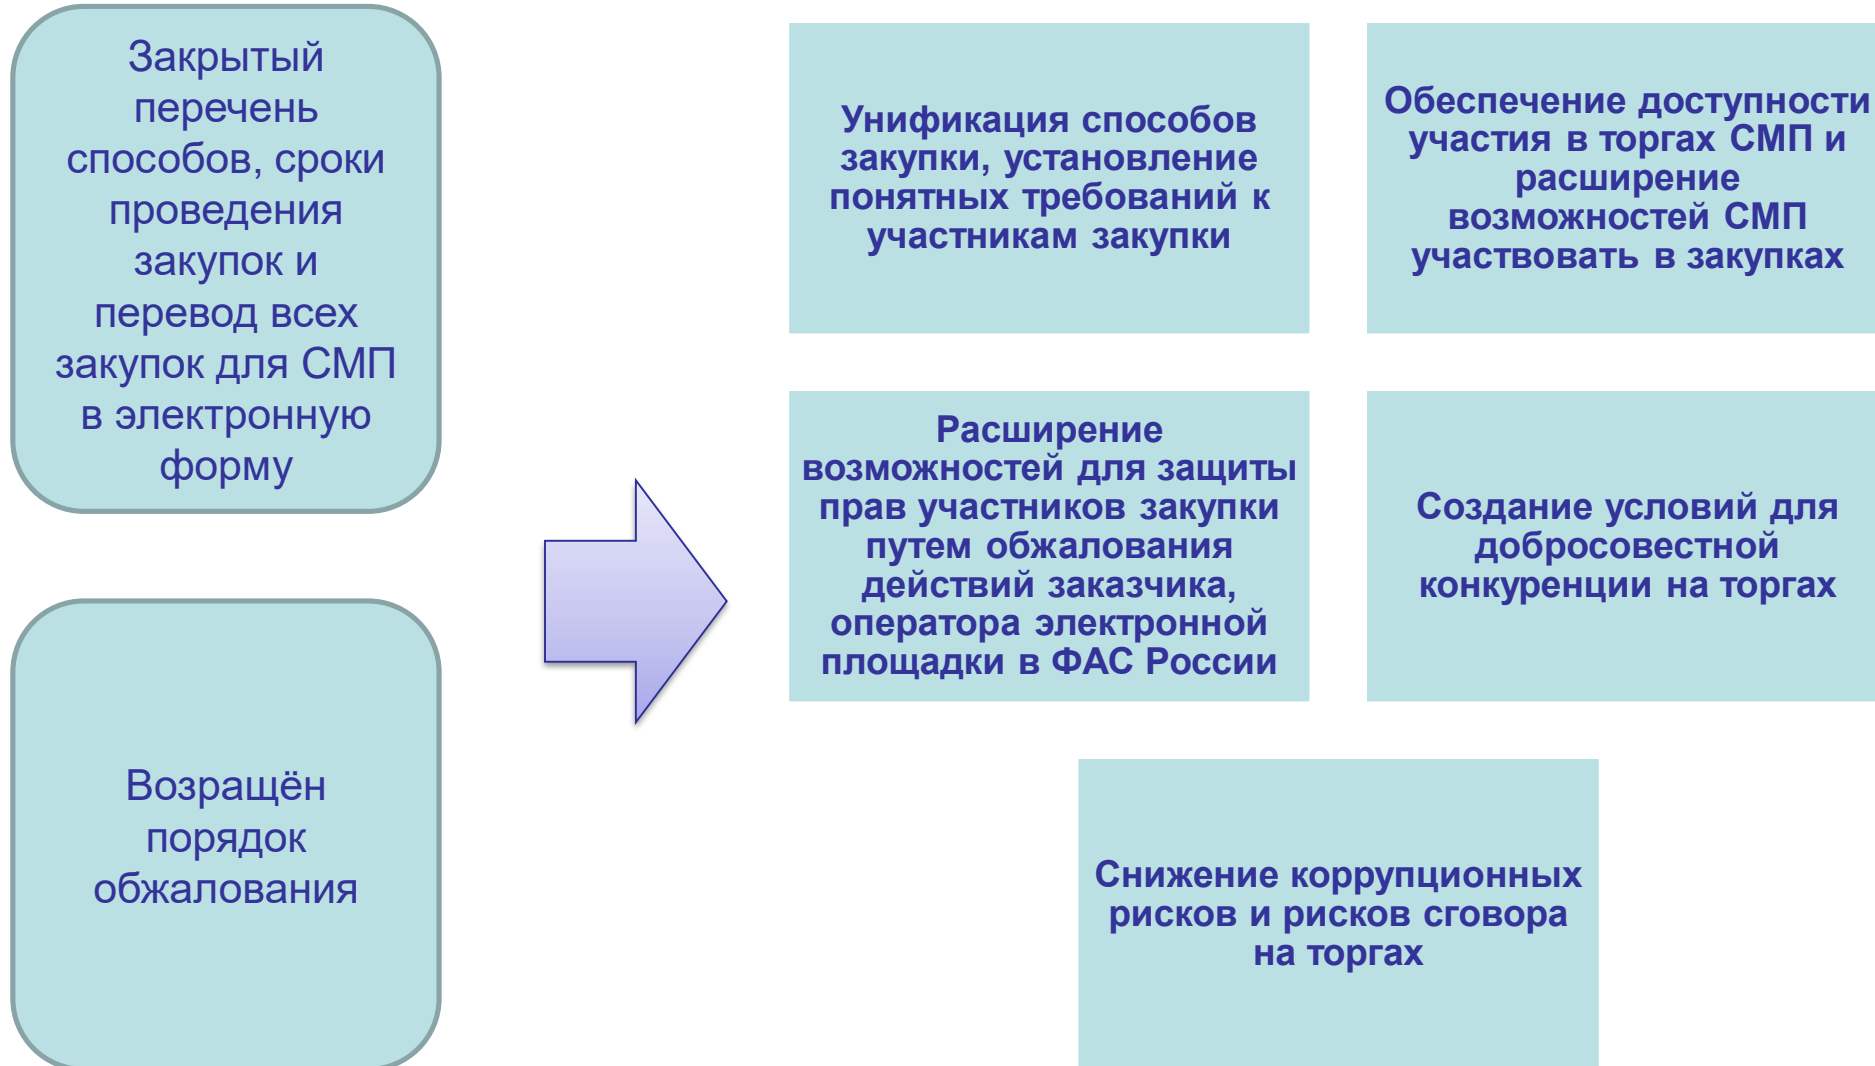 Закрытый
перечень
способов, сроки
проведения
закупок и
перевод всех
закупок для СМП
в электронную
форму
Возращён
порядок
обжалования
Унификация способов
закупки, установление
понятных требований к
участникам закупки
Обеспечение доступности
участия в торгах СМП и
расширение
возможностей СМП
участвовать в закупках
Расширение
возможностей для защиты
прав участников закупки
путем обжалования
действий заказчика,
оператора электронной
площадки в ФАС России
Создание условий для
добросовестной
конкуренции на торгах
Снижение коррупционных
рисков и рисков сговора
на торгах